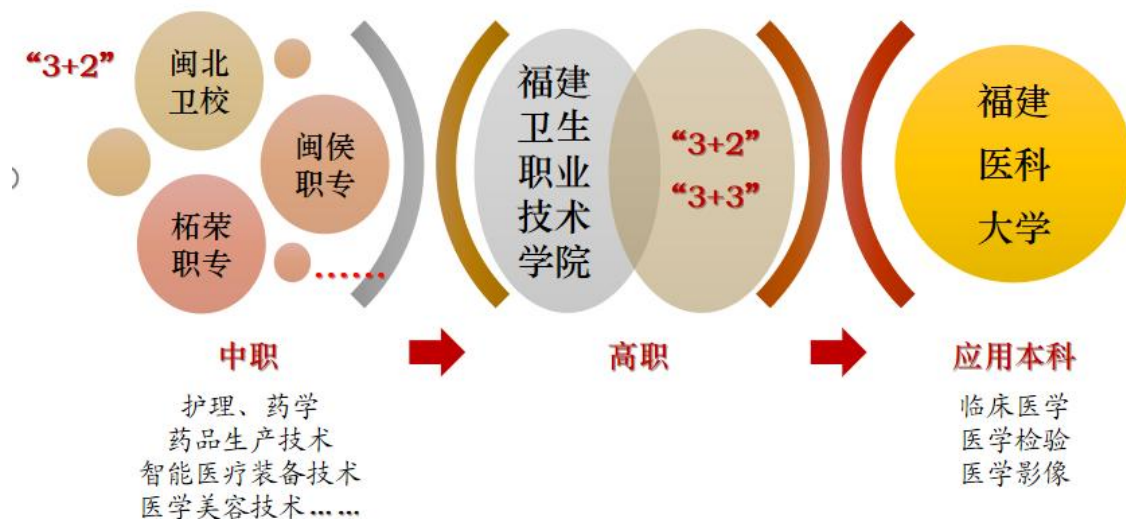 “3+2”
闽北
卫校
闽侯
职专
柘荣
职专
……
福建
卫生
职业
技术
学院
“3+2”
“3+3”
福建
医科
大学
中职
高职
应用本科
护理、药学
药品生产技术
智能医疗装备技术
医学美容技术……
临床医学
医学检验
医学影像